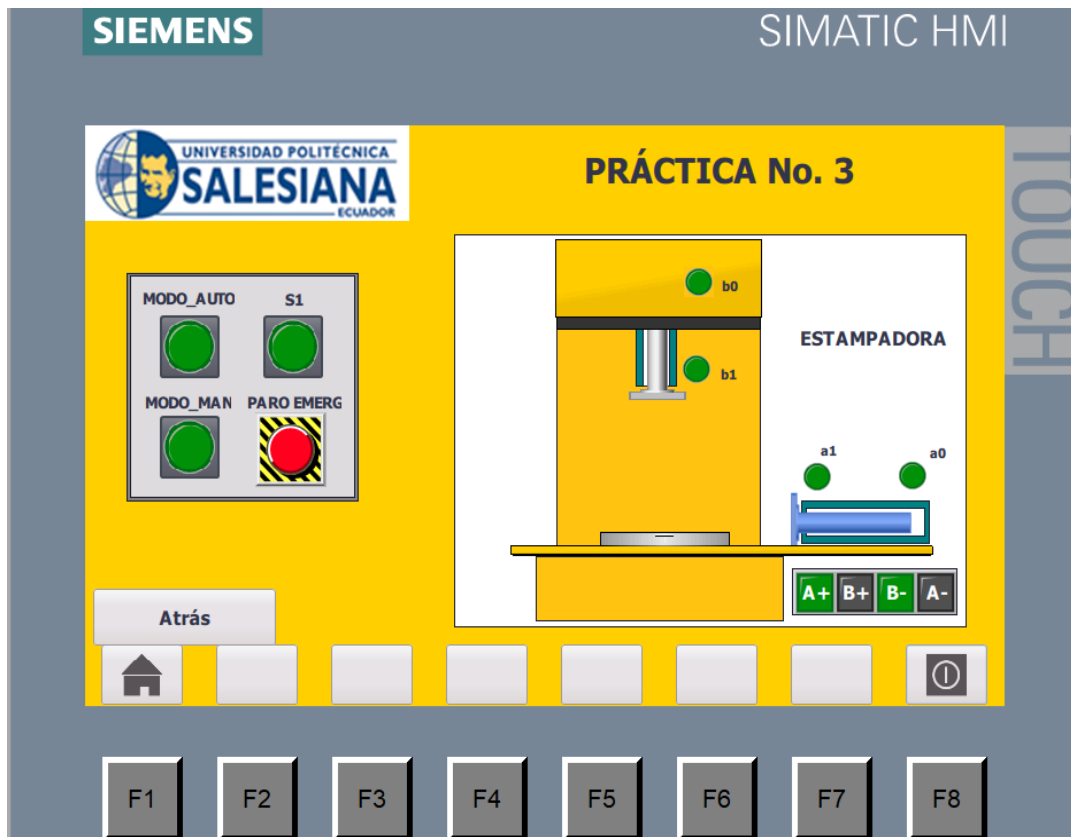 SIEMENS
SIMATIC HMI
TOUCH
UNIVERSIDAD POLITÉCNICA
SALESIANA
ECUADOR
PRÁCTICA No. 3
MODO_AUTO
S1
MODO_MAN
PARO EMERG
b0
b1
ESTAMPADORA
a1
a0
A+
B+
B-
A-
Atrás
F1
F2
F3
F4
F5
F6
F7
F8